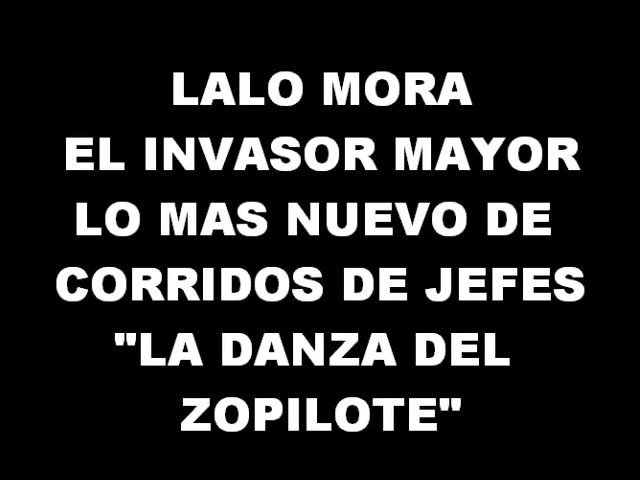 LALO MORA
EL INVASOR MAYOR
LO MAS NUEVO DE
CORRIDOS DE JEFES
"LA DANZA DEL
ZOPILOTE"